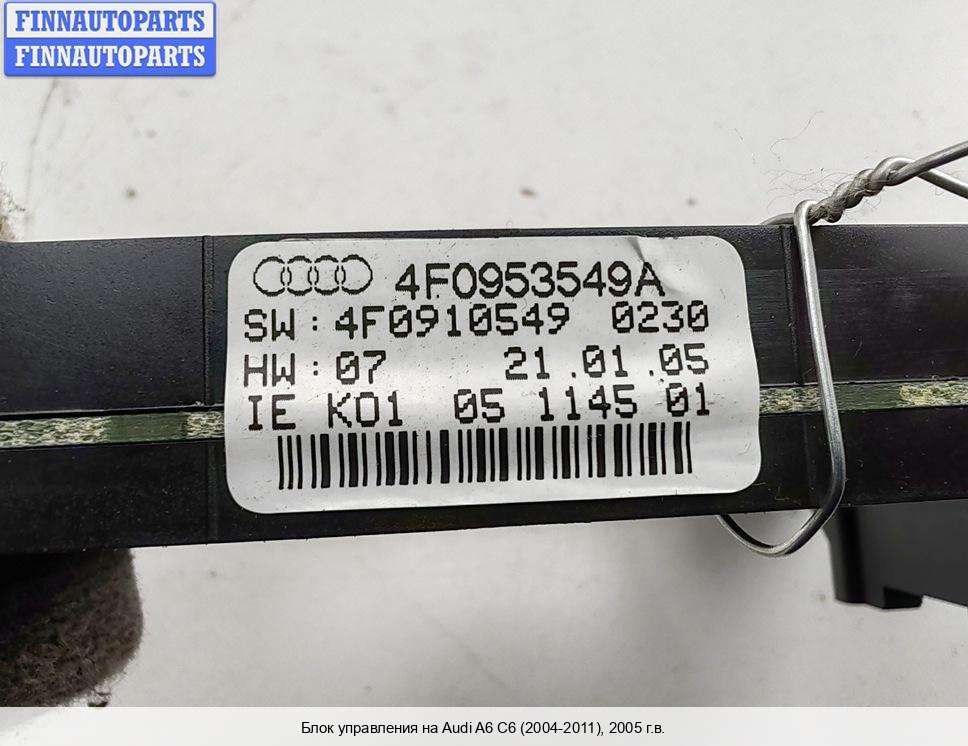 FINNAUTOPARTS
FINNAUTOPARTS
4F0953549A
SW: 4F0910549 0230
HW: 07 21.01.05
IE K01 05 1145 01
Блок управления на Audi A6 C6 (2004-2011), 2005 г.в.